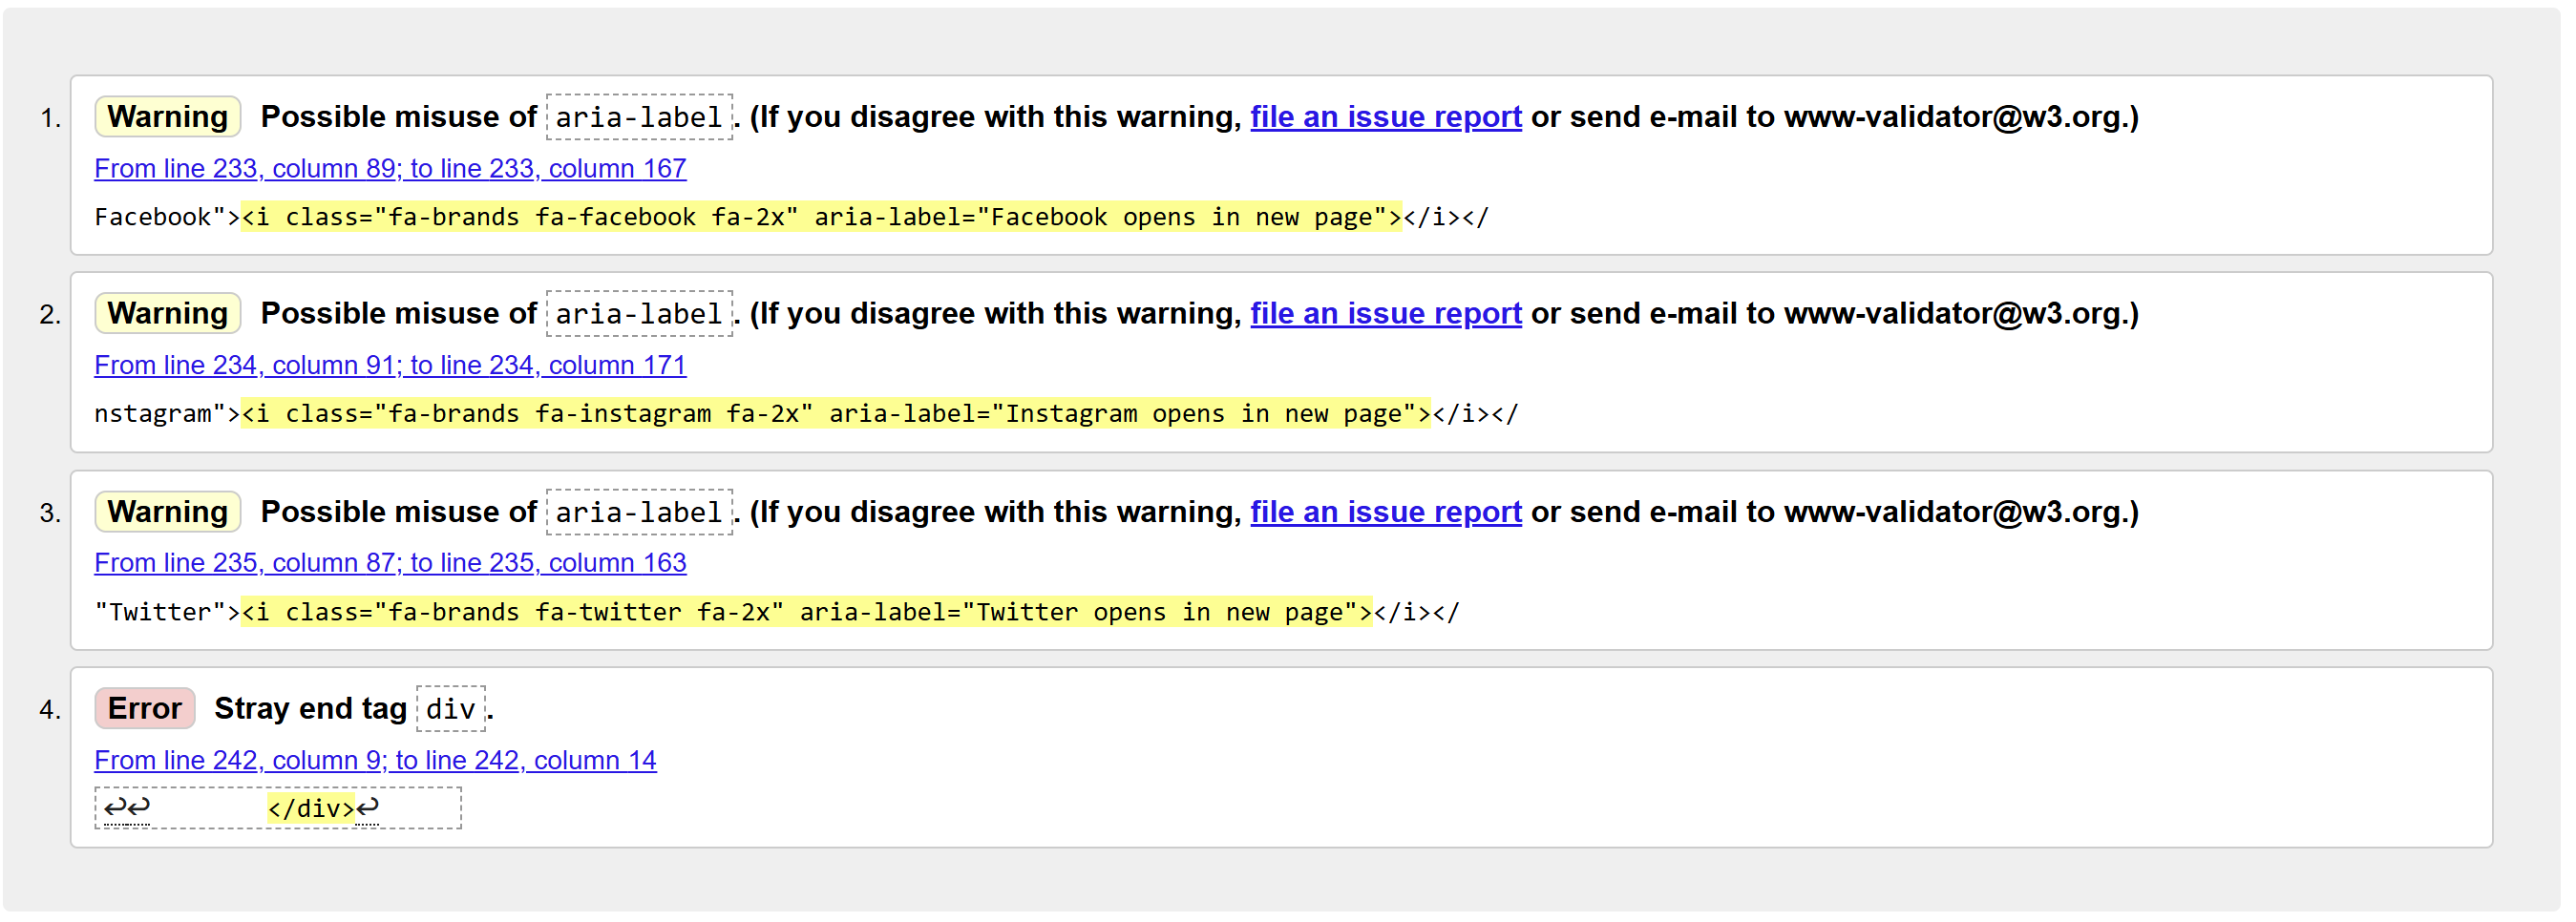 1. Warning Possible misuse of aria-label. (If you disagree with this warning, file an issue report or send e-mail to www-validator@w3.org.)
From line 233, column 89; to line 233, column 167
Facebook"><i class="fa-brands fa-facebook fa-2x" aria-label="Facebook opens in new page"></i></
2. Warning Possible misuse of aria-label. (If you disagree with this warning, file an issue report or send e-mail to www-validator@w3.org.)
From line 234, column 91; to line 234, column 171
nstagram"><i class="fa-brands fa-instagram fa-2x" aria-label="Instagram opens in new page"></i></
3. Warning Possible misuse of aria-label. (If you disagree with this warning, file an issue report or send e-mail to www-validator@w3.org.)
From line 235, column 87; to line 235, column 163
"Twitter"><i class="fa-brands fa-twitter fa-2x" aria-label="Twitter opens in new page"></i></
4. Error Stray end tag div.
From line 242, column 9; to line 242, column 14
↩↩        </div>↩